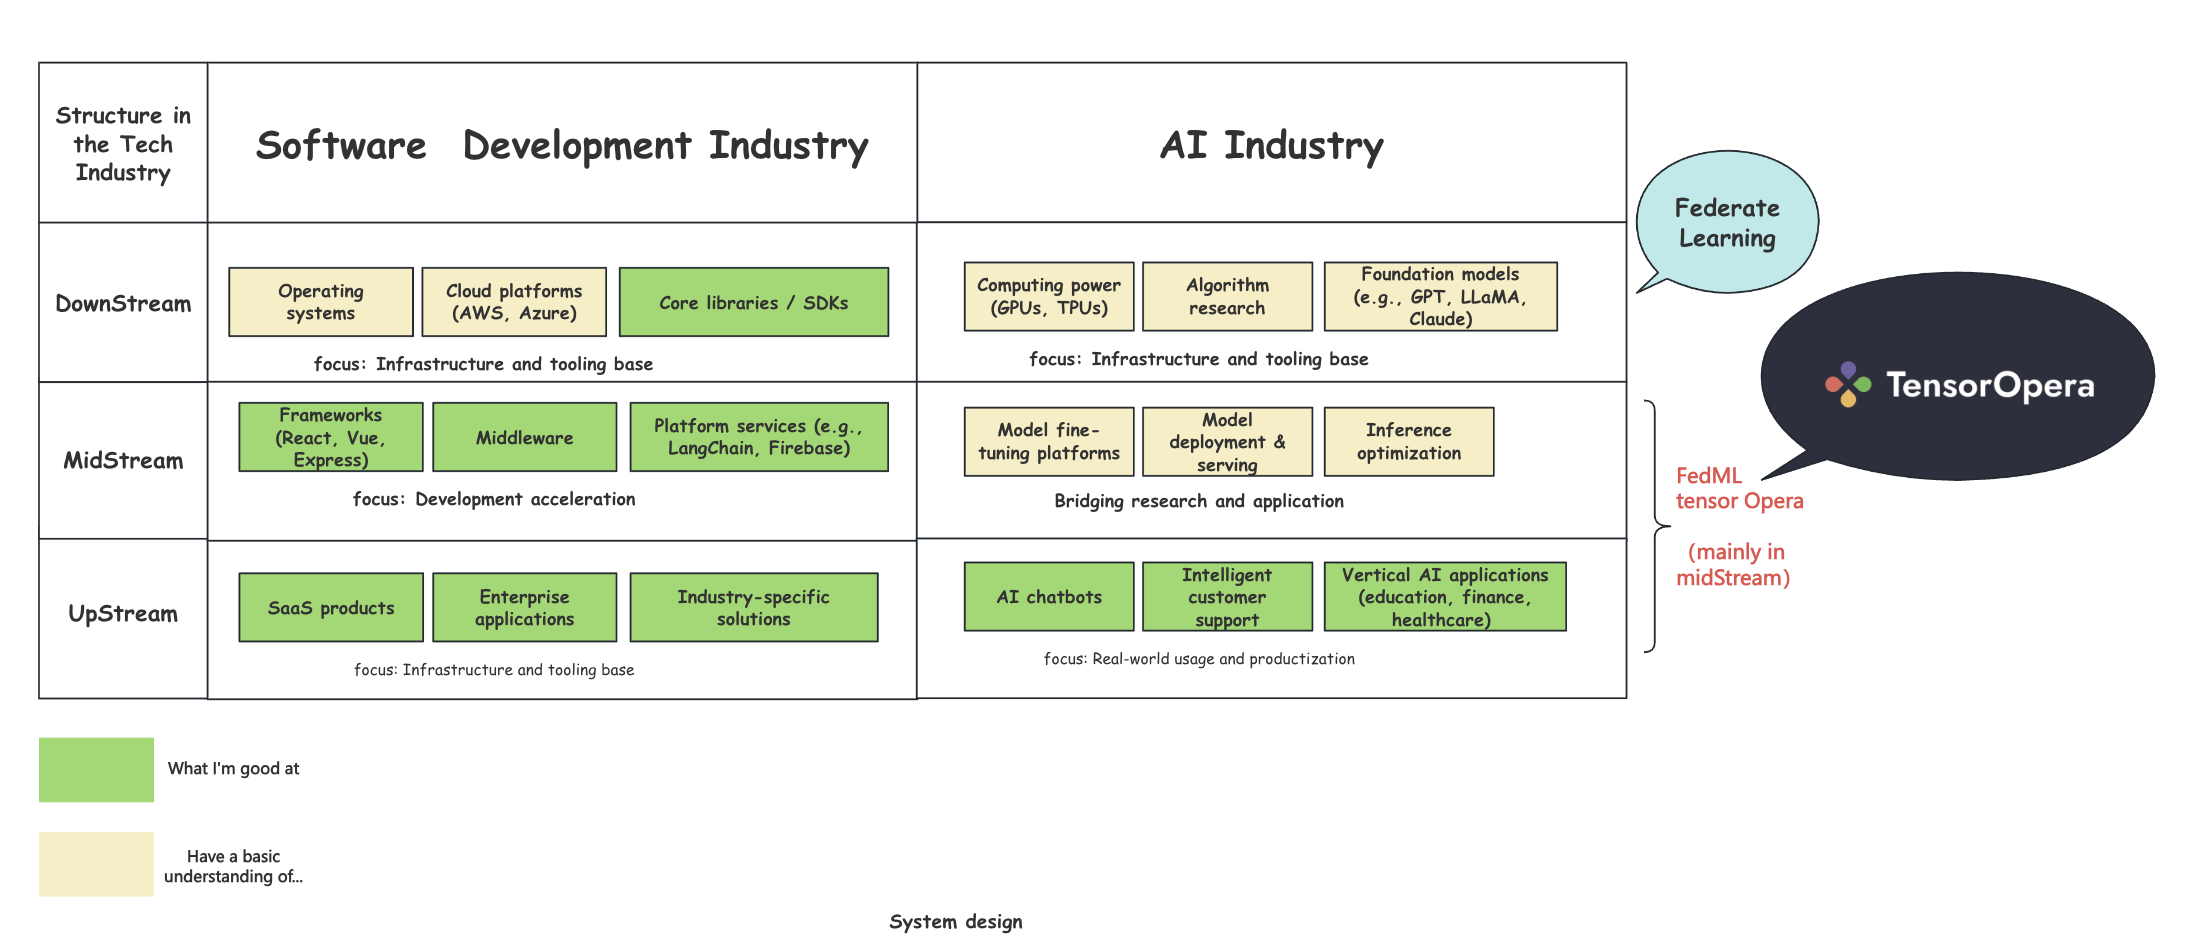 Structure in
the Tech
Industry
Software Development Industry
AI Industry
Federate
Learning
DownStream
Operating
systems
Cloud platforms
(AWS, Azure)
Core libraries / SDKs
focus: Infrastructure and tooling base
Computing power
(GPUs, TPUs)
Algorithm
research
Foundation models
(e.g., GPT, LLaMA,
Claude)
focus: Infrastructure and tooling base
TensorOpera
MidStream
Frameworks
(React, Vue,
Express)
Middleware
Platform services (e.g.,
LangChain, Firebase)
focus: Development acceleration
Model fine-
tuning platforms
Model
deployment &
serving
Inference
optimization
Bridging research and application
FedML
tensor Opera
(mainly in
midStream)
UpStream
SaaS products
Enterprise
applications
Industry-specific
solutions
focus: Infrastructure and tooling base
AI chatbots
Intelligent
customer
support
Vertical AI applications
(education, finance,
healthcare)
focus: Real-world usage and productization
What I'm good at
Have a basic
understanding of...
System design